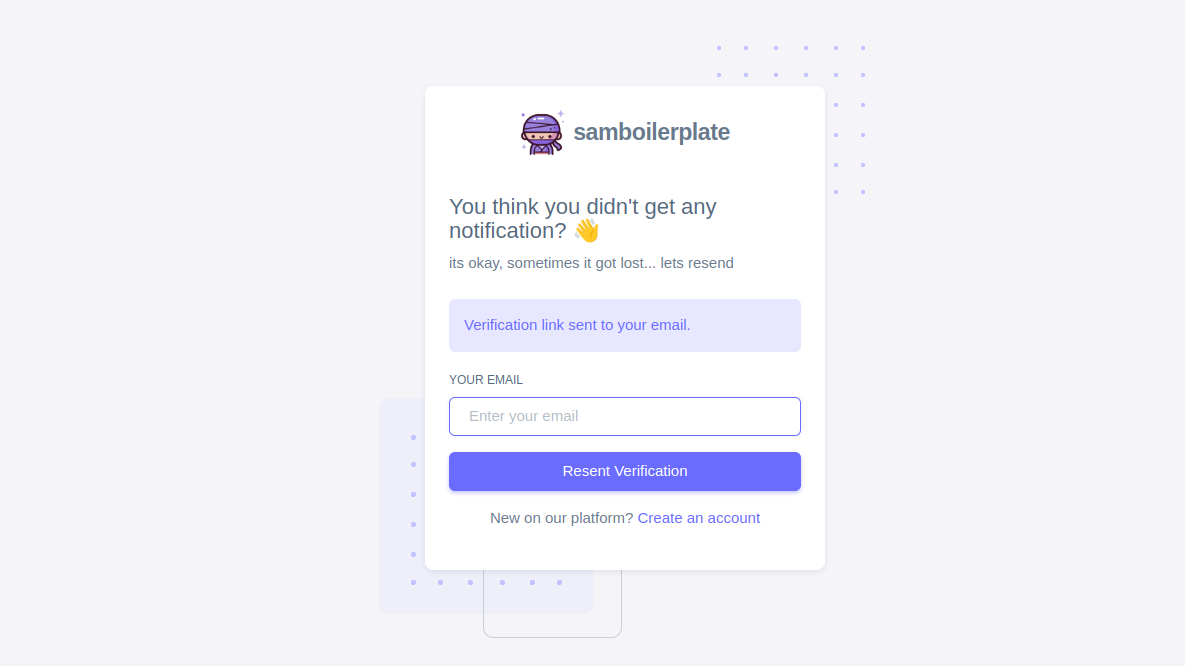 samboilerplate
You think you didn't get any
notification? 👋
its okay, sometimes it got lost... lets resend
Verification link sent to your email.
YOUR EMAIL
Enter your email
Resent Verification
New on our platform? Create an account